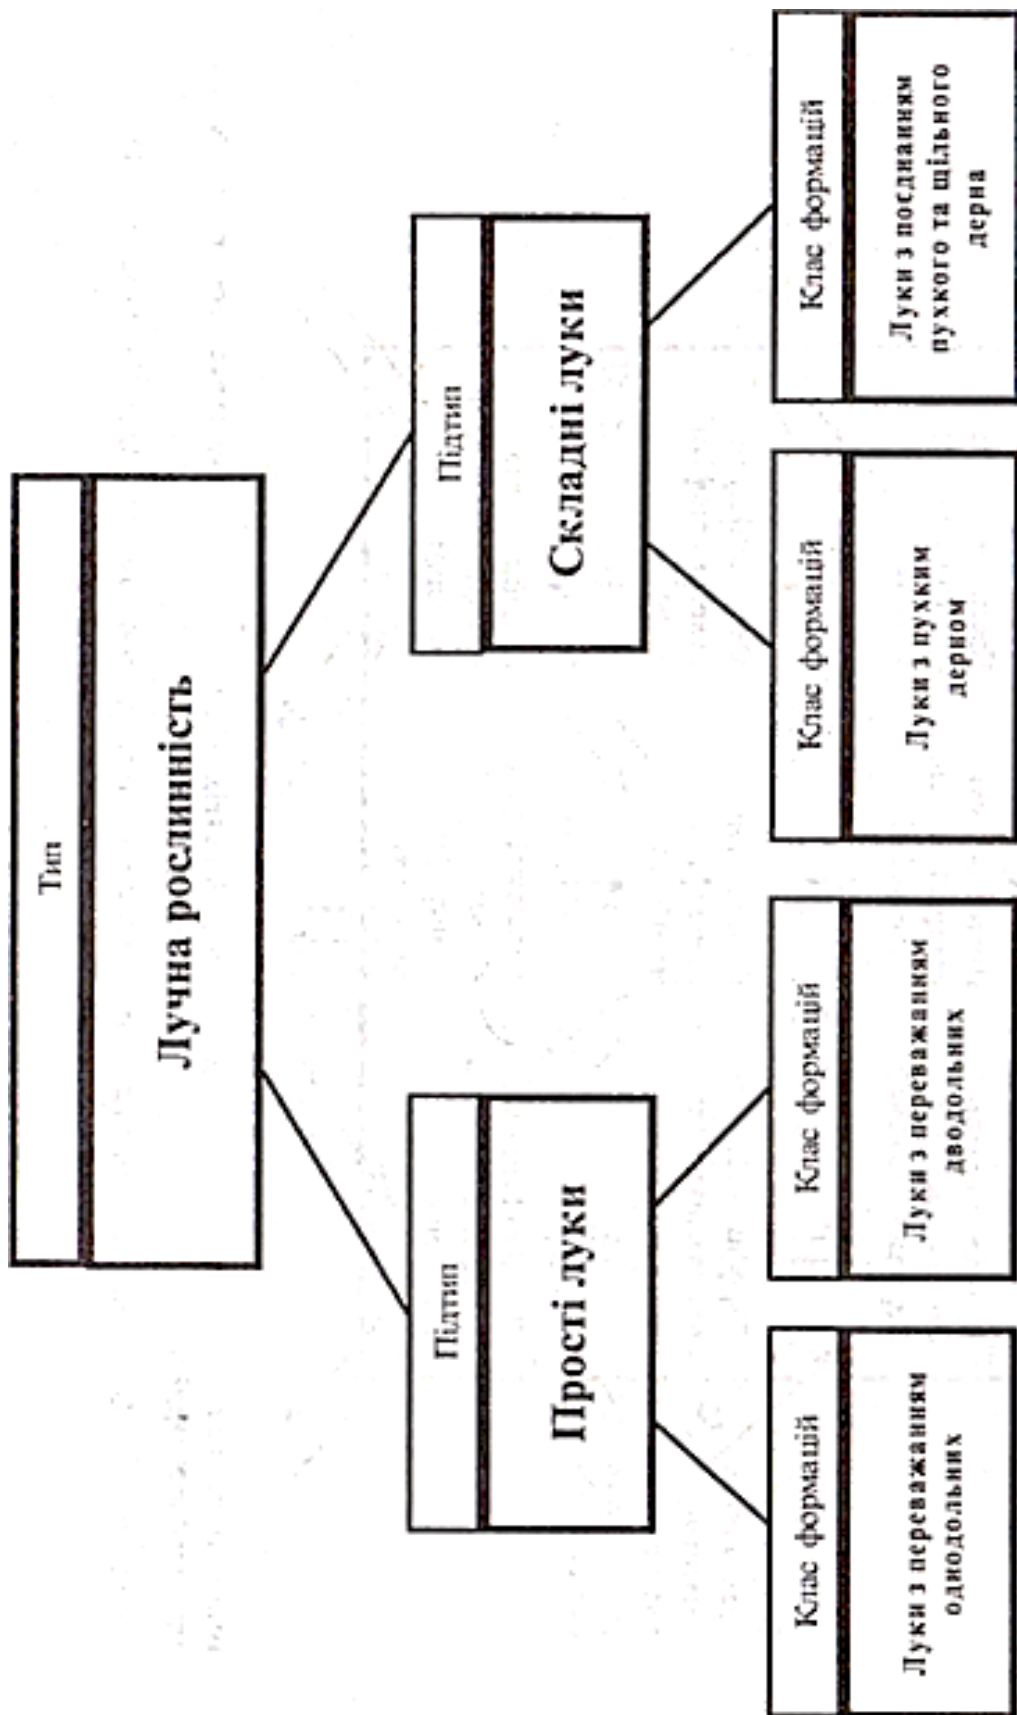 Тип
Лучна рослинність
Підтип
Прості луки
Підтип
Складні луки
Клас формацій
Луки з переважанням
однодольних
Клас формацій
Луки з переважанням
дводольних
Клас формацій
Луки з пухким
дерном
Клас формацій
Луки з поєднанням
пухкого та щільного
дерна